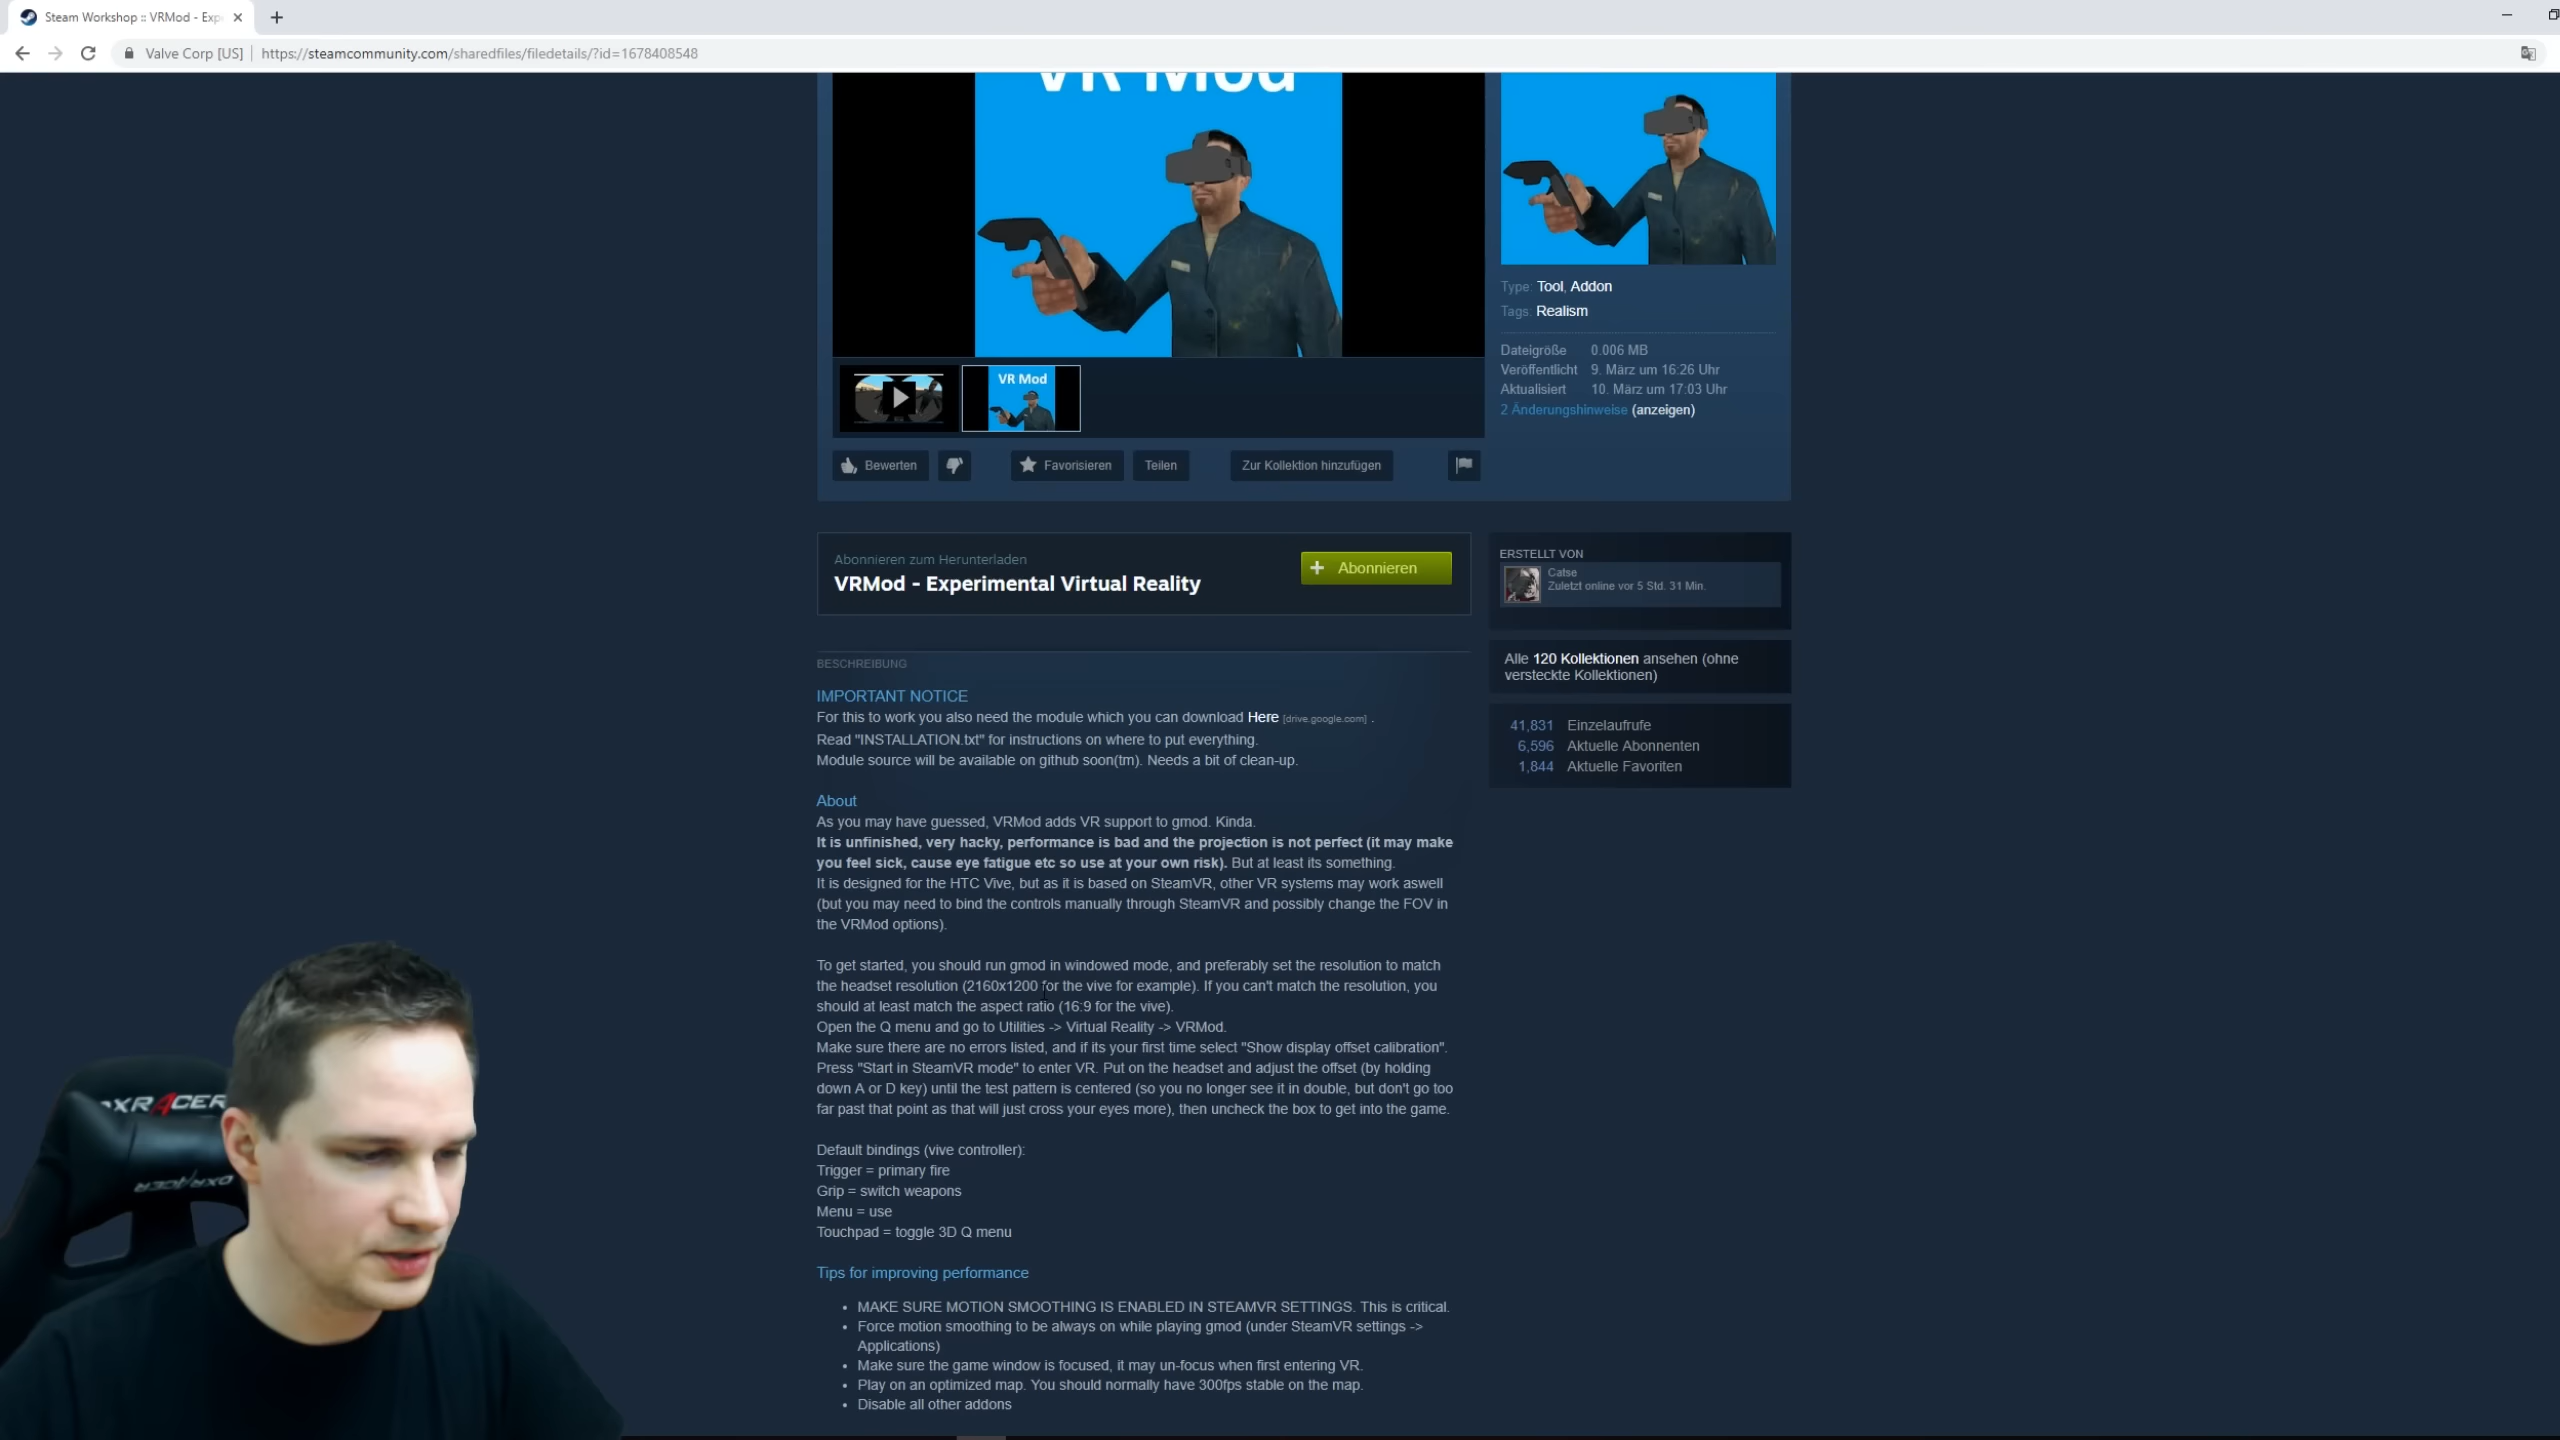 Steam Workshop :: VRMod - Exp
Valve Corp [US] https://steamcommunity.com/sharedfiles/filedetails/?id=1678408548
VR Mod
VR Mod
Type: Tool, Addon
Tags: Realism
Dateigröße 0.006 MB
Veröffentlicht 9. März um 16:26 Uhr
Aktualisiert 10. März um 17:03 Uhr
2 Änderungshinweise (anzeigen)
Bewerten Favorisieren Teilen Zur Kollektion hinzufügen
Abonnieren zum Herunterladen
VRMod - Experimental Virtual Reality
+ Abonnieren
ERSTELLT VON
Catse
Zuletzt online vor 5 Std. 31 Min.
Alle 120 Kollektionen ansehen (ohne
versteckte Kollektionen)
41,831 Einzelaufrufe
6,596 Aktuelle Abonnenten
1,844 Aktuelle Favoriten
BESCHREIBUNG
IMPORTANT NOTICE
For this to work you also need the module which you can download Here [drive.google.com] .
Read "INSTALLATION.txt" for instructions on where to put everything.
Module source will be available on github soon(tm). Needs a bit of clean-up.
About
As you may have guessed, VRMod adds VR support to gmod. Kinda.
It is unfinished, very hacky, performance is bad and the projection is not perfect (it may make
you feel sick, cause eye fatigue etc so use at your own risk). But at least its something.
It is designed for the HTC Vive, but as it is based on SteamVR, other VR systems may work aswell
(but you may need to bind the controls manually through SteamVR and possibly change the FOV in
the VRMod options).
To get started, you should run gmod in windowed mode, and preferably set the resolution to match
the headset resolution (2160x1200 for the vive for example). If you can't match the resolution, you
should at least match the aspect ratio (16:9 for the vive).
Open the Q menu and go to Utilities -> Virtual Reality -> VRMod.
Make sure there are no errors listed, and if its your first time select "Show display offset calibration".
Press "Start in SteamVR mode" to enter VR. Put on the headset and adjust the offset (by holding
down A or D key) until the test pattern is centered (so you no longer see it in double, but don't go too
far past that point as that will just cross your eyes more), then uncheck the box to get into the game.
Default bindings (vive controller):
Trigger = primary fire
Grip = switch weapons
Menu = use
Touchpad = toggle 3D Q menu
Tips for improving performance
• MAKE SURE MOTION SMOOTHING IS ENABLED IN STEAMVR SETTINGS. This is critical.
• Force motion smoothing to be always on while playing gmod (under SteamVR settings ->
Applications)
• Make sure the game window is focused, it may un-focus when first entering VR.
• Play on an optimized map. You should normally have 300fps stable on the map.
• Disable all other addons
DXRACER
DXRACER